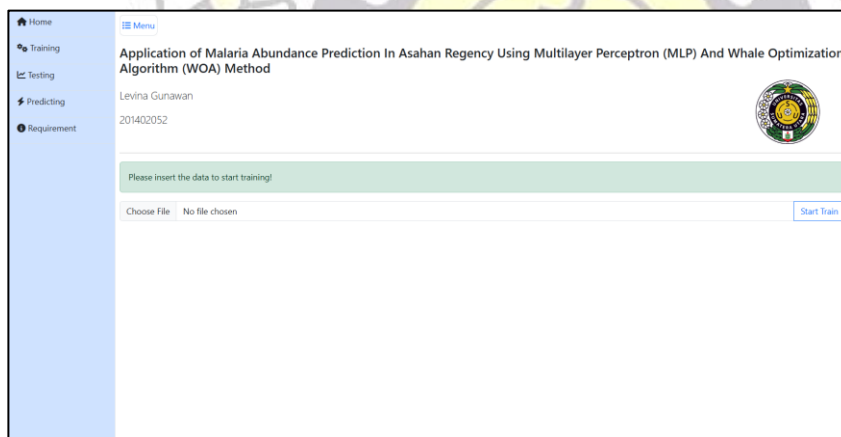 Home
Training
Testing
Predicting
Requirement
Menu
Application of Malaria Abundance Prediction In Asahan Regency Using Multilayer Perceptron (MLP) And Whale Optimization
Algorithm (WOA) Method
Levina Gunawan
201402052
Please insert the data to start training!
Choose File No file chosen
Start Train